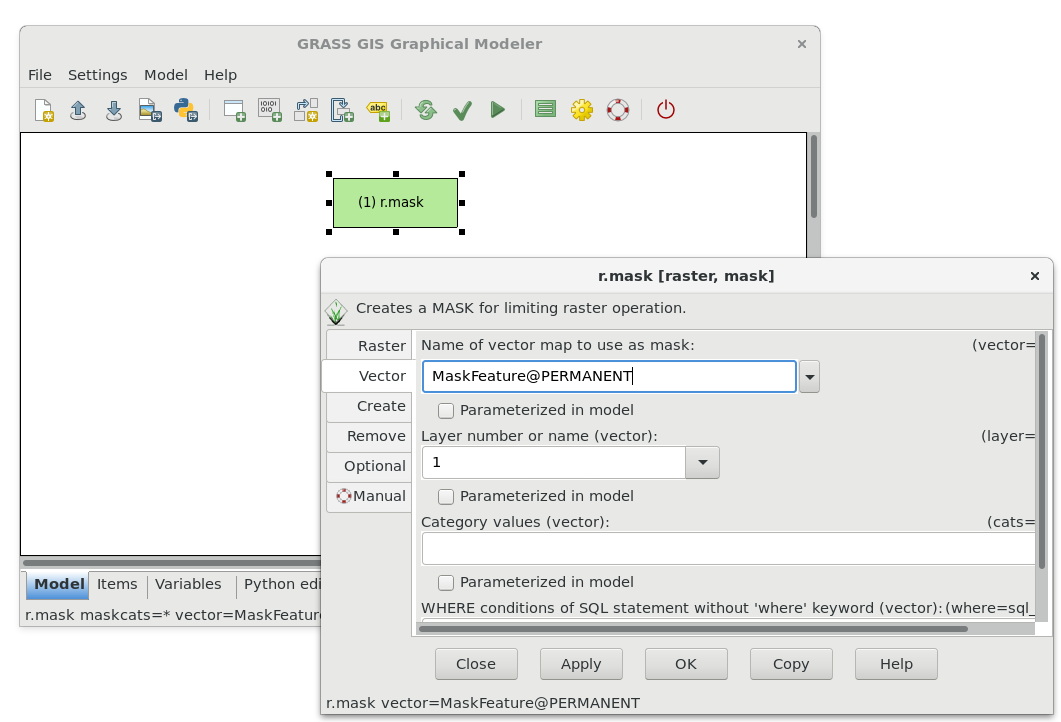 GRASS GIS Graphical Modeler
File Settings Model Help
(1) r.mask
r.mask [raster, mask]
Creates a MASK for limiting raster operation.
Raster
Vector
Create
Remove
Optional
Manual
Name of vector map to use as mask: (vector=
MaskFeature@PERMANENT
Parameterized in model
Layer number or name (vector): (layer=
1
Parameterized in model
Category values (vector): (cats=
Parameterized in model
WHERE conditions of SQL statement without 'where' keyword (vector): (where=sql_
Close Apply OK Copy Help
r.mask vector=MaskFeature@PERMANENT
Model Items Variables Python edi
r.mask maskcats=* vector=MaskFeature